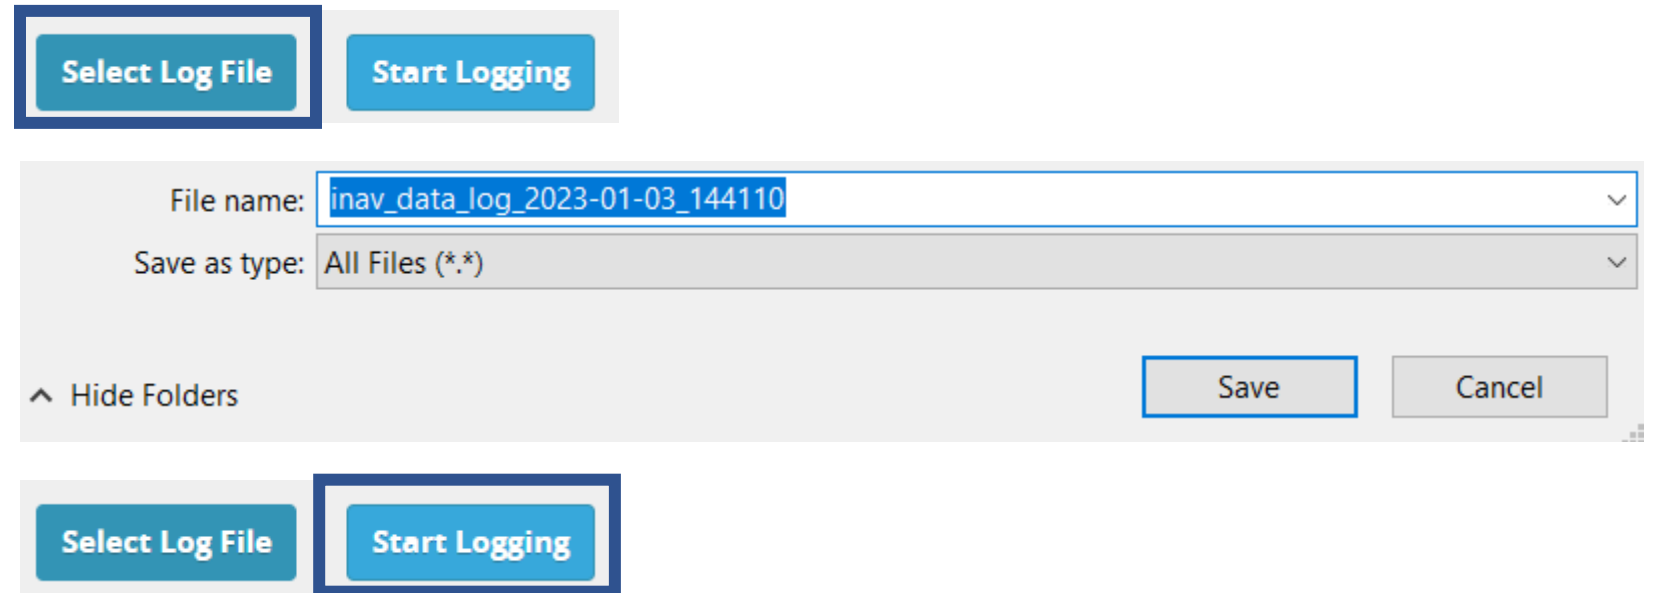 Select Log File Start Logging
File name: inav_data_log_2023-01-03_144110
Save as type: All Files (*.*)
Hide Folders Save Cancel
Select Log File Start Logging